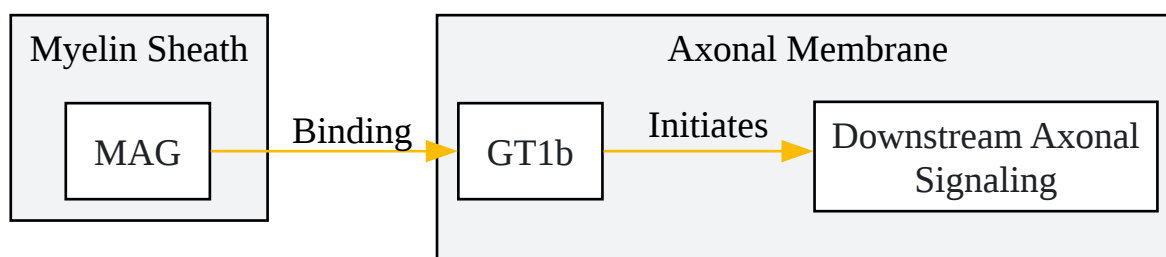 Myelin Sheath
Axonal Membrane
MAG
Binding
GT1b
Initiates
Downstream Axonal
Signaling